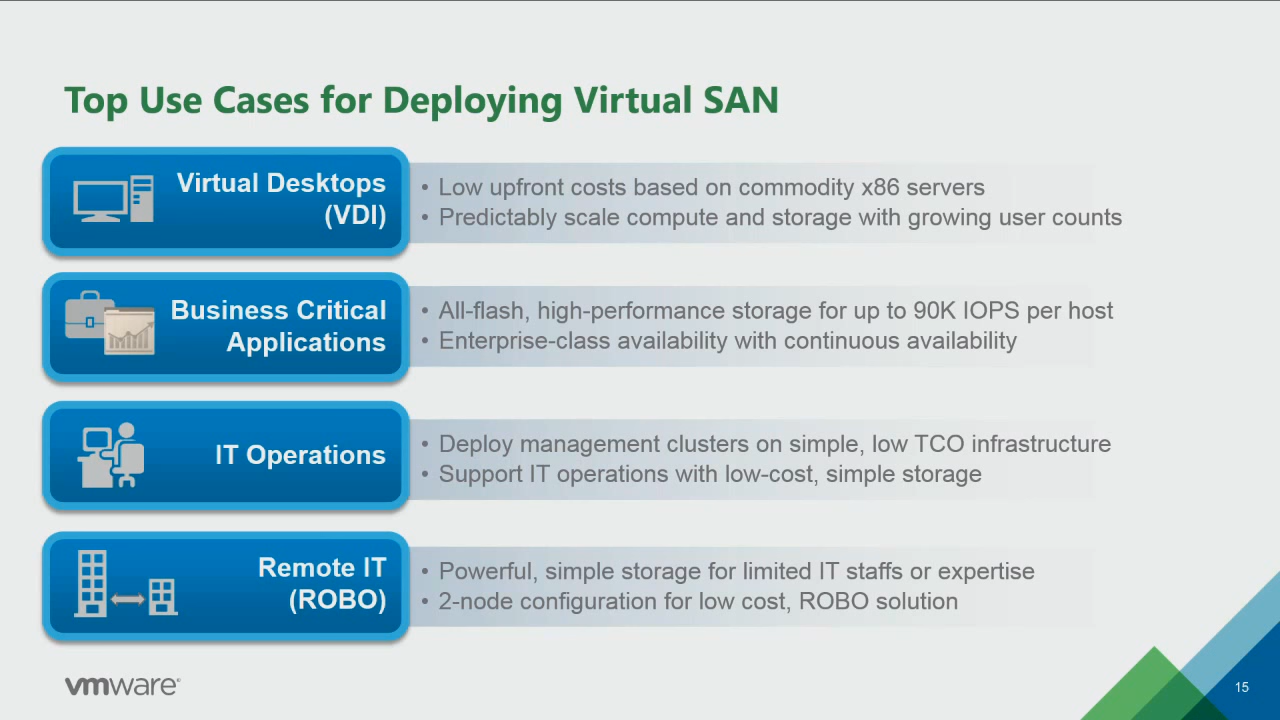 Top Use Cases for Deploying Virtual SAN
Virtual Desktops
(VDI)
• Low upfront costs based on commodity x86 servers
• Predictably scale compute and storage with growing user counts
Business Critical
Applications
• All-flash, high-performance storage for up to 90K IOPS per host
• Enterprise-class availability with continuous availability
IT Operations
• Deploy management clusters on simple, low TCO infrastructure
• Support IT operations with low-cost, simple storage
Remote IT
(ROBO)
• Powerful, simple storage for limited IT staffs or expertise
• 2-node configuration for low cost, ROBO solution
vmware®
15